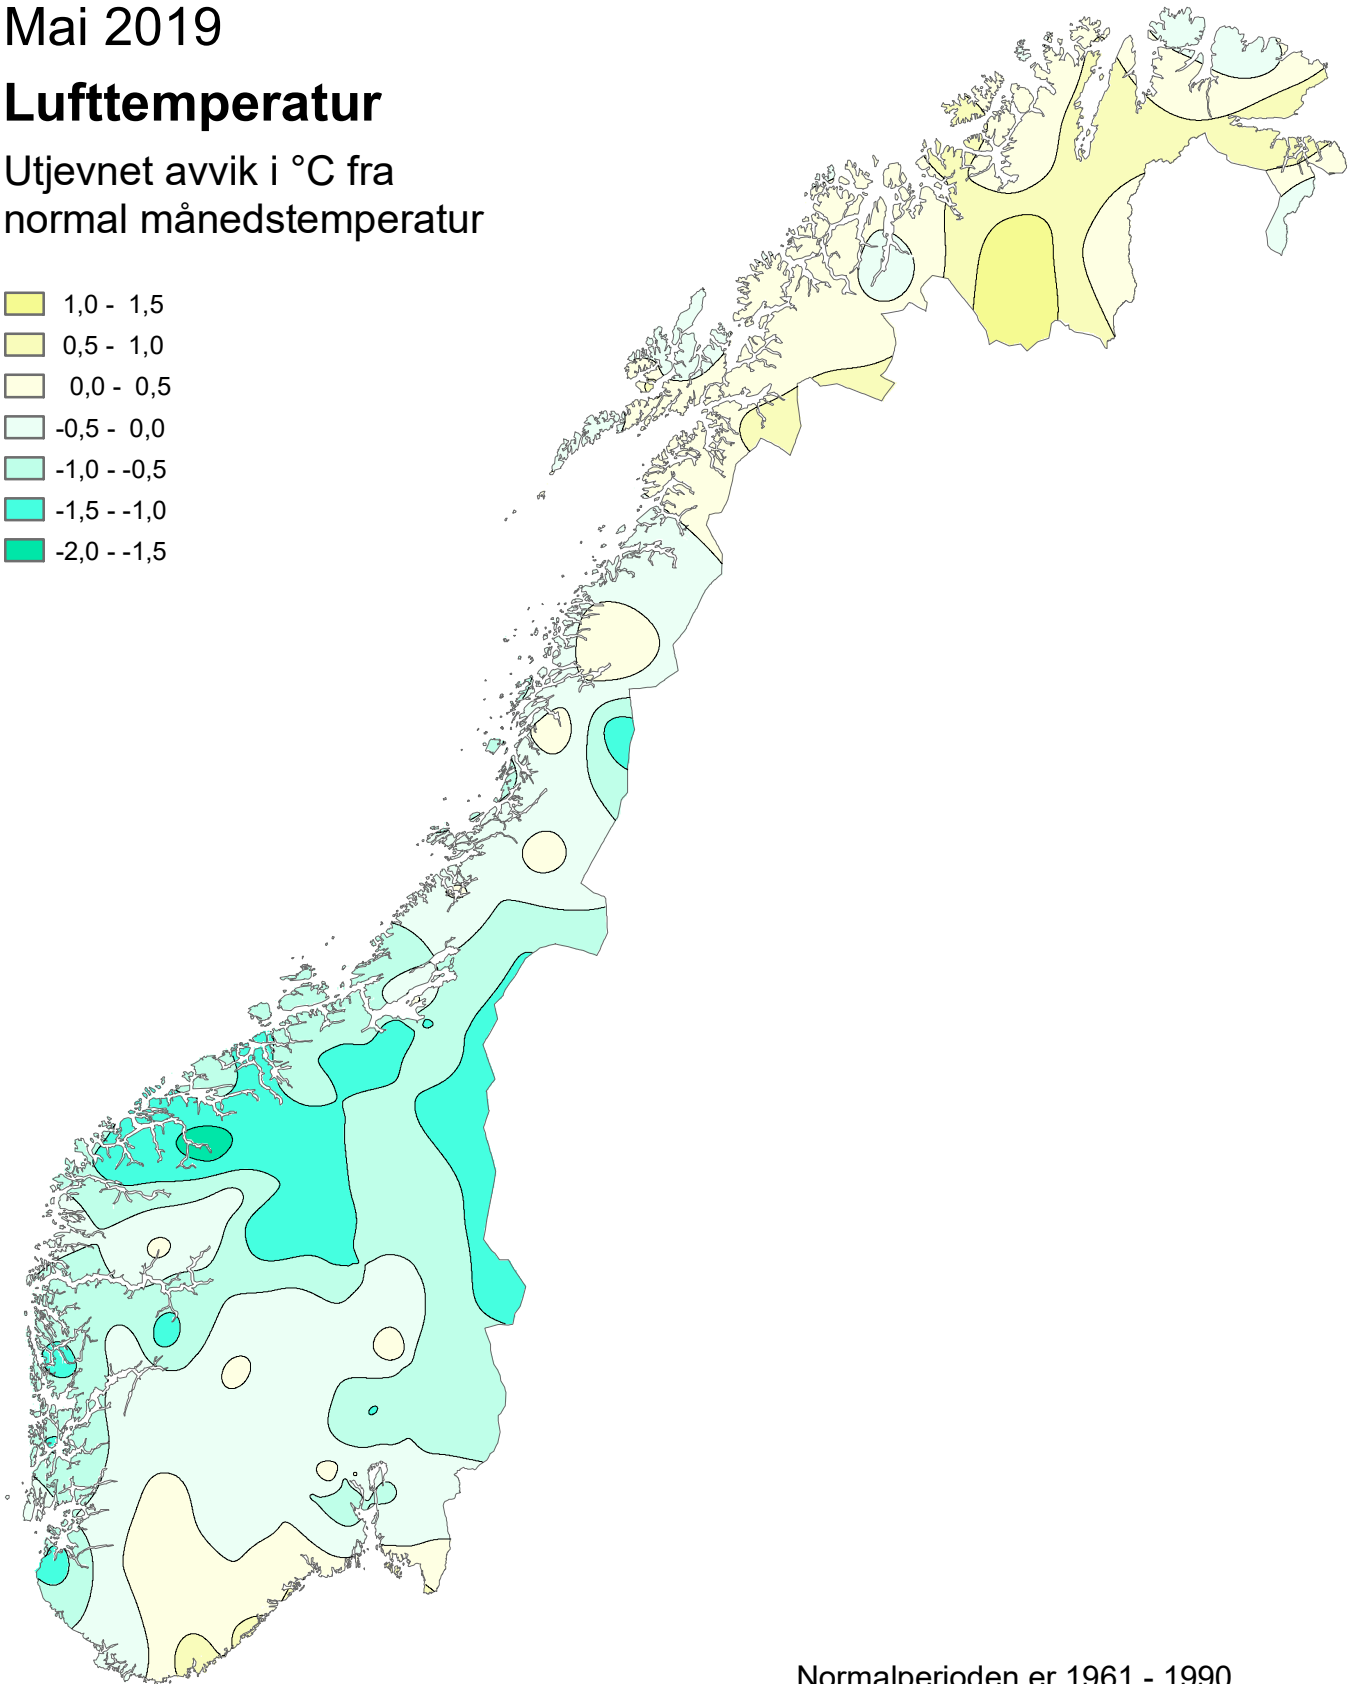 Mai 2019
Lufttemperatur
Utjevnet avvik i °C fra
normal månedstemperatur
1,0 - 1,5
0,5 - 1,0
0,0 - 0,5
-0,5 - 0,0
-1,0 - -0,5
-1,5 - -1,0
-2,0 - -1,5
Normalperioden er 1961 - 1990